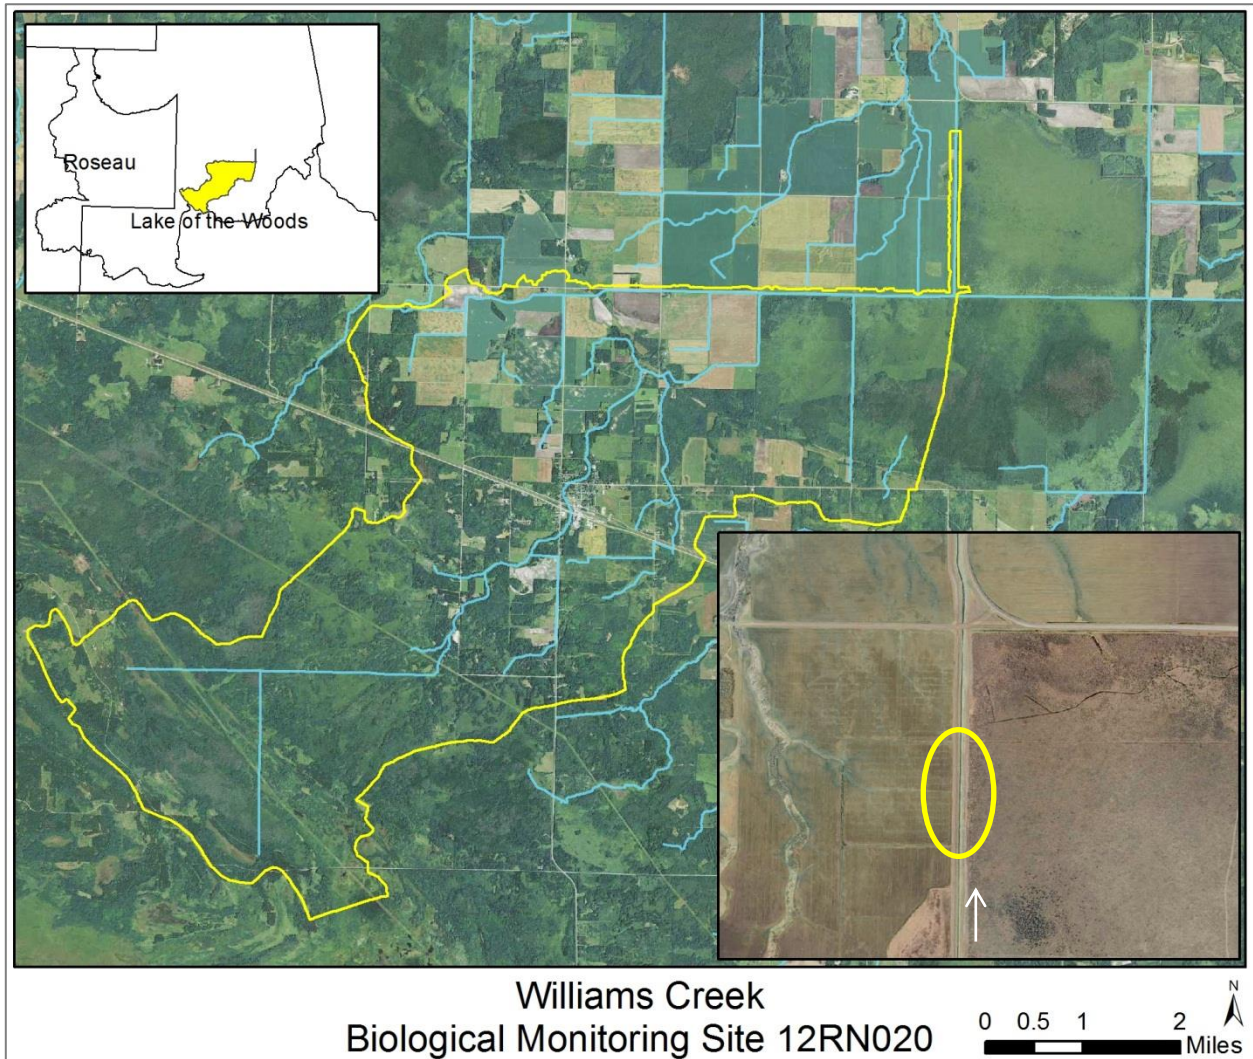 Roseau
Lake of the Woods
Williams Creek
Biological Monitoring Site 12RN020
N
0 0.5 1 2
Miles